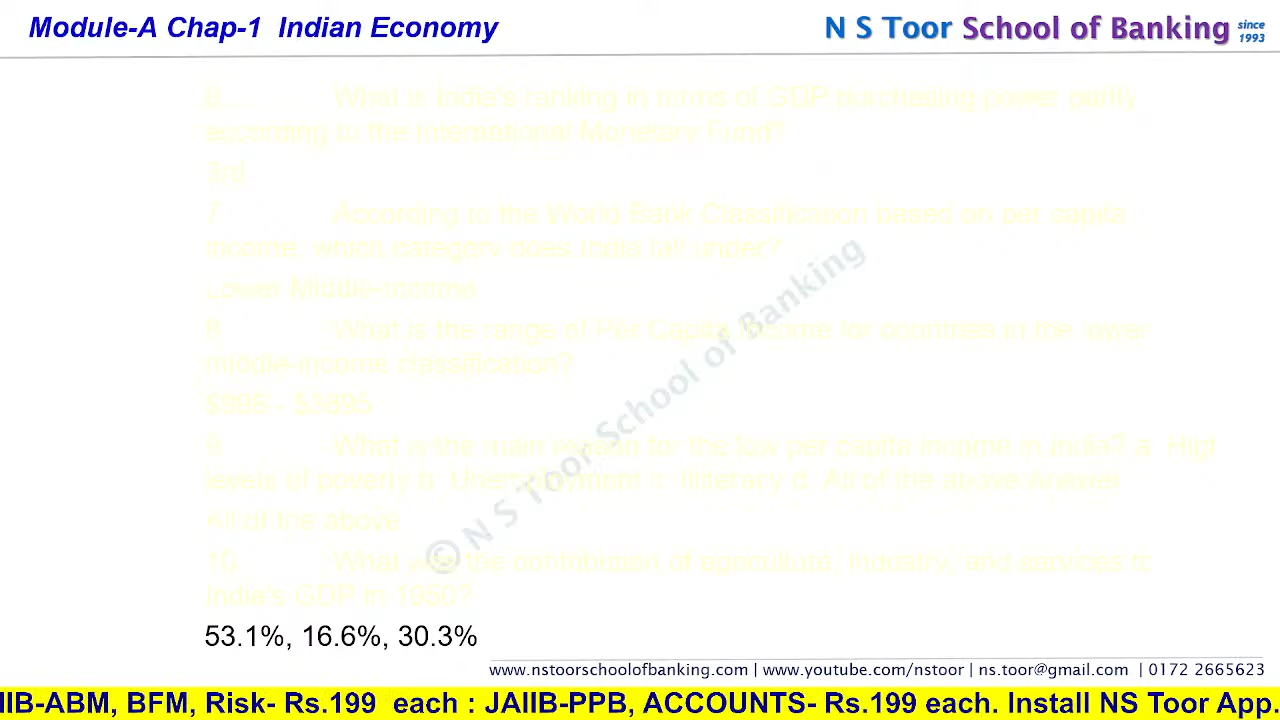 Module-A Chap-1 Indian Economy
N S Toor School of Banking since 1993
6. What is India's ranking in terms of GDP purchasing power parity
according to the International Monetary Fund?
3rd
7. According to the World Bank Classification based on per capita
income, which category does India fall under?
Lower Middle-income
8. What is the range of Per Capita Income for countries in the lower
middle-income classification?
$996 - $3895
9. What is the main reason for the low per capita income in India? a. High
levels of poverty b. Unemployment c. Illiteracy d. All of the above Answer
All of the above
10. What was the contribution of agriculture, industry, and services to
India's GDP in 1950?
53.1%, 16.6%, 30.3%
© N S Toor School of Banking
www.nstoorschoolofbanking.com | www.youtube.com/nstoor | ns.toor@gmail.com | 0172 2665623
IIB-ABM, BFM, Risk- Rs.199 each : JAIIB-PPB, ACCOUNTS- Rs.199 each. Install NS Toor App.